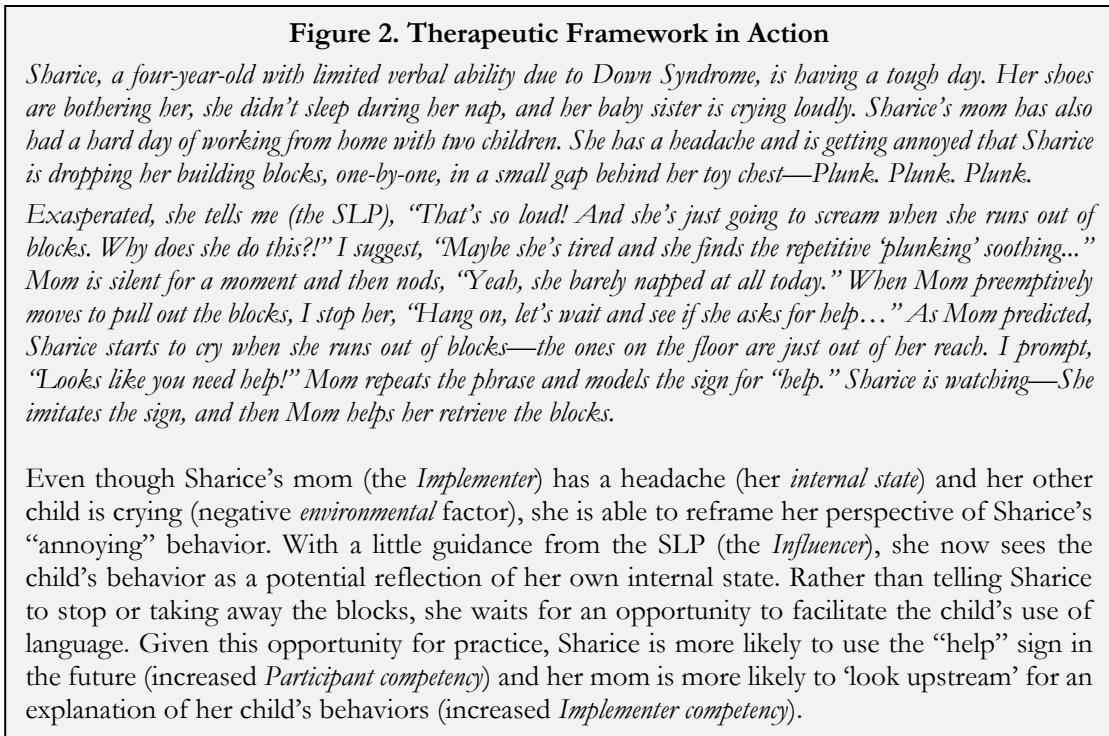 Figure 2. Therapeutic Framework in Action
Sharice, a four-year-old with limited verbal ability due to Down Syndrome, is having a tough day. Her shoes
are bothering her, she didn’t sleep during her nap, and her baby sister is crying loudly. Sharice’s mom has also
had a hard day of working from home with two children. She has a headache and is getting annoyed that Sharice
is dropping her building blocks, one-by-one, in a small gap behind her toy chest—Plunk. Plunk. Plunk.
Exasperated, she tells me (the SLP), “That’s so loud! And she’s just going to scream when she runs out of
blocks. Why does she do this?!” I suggest, “Maybe she’s tired and she finds the repetitive ‘plunking’ soothing...”
Mom is silent for a moment and then nods, “Yeah, she barely napped at all today.” When Mom preemptively
moves to pull out the blocks, I stop her, “Hang on, let’s wait and see if she asks for help…” As Mom predicted,
Sharice starts to cry when she runs out of blocks—the ones on the floor are just out of her reach. I prompt,
“Looks like you need help!” Mom repeats the phrase and models the sign for “help.” Sharice is watching—She
imitates the sign, and then Mom helps her retrieve the blocks.
Even though Sharice’s mom (the Implementer) has a headache (her internal state) and her other
child is crying (negative environmental factor), she is able to reframe her perspective of Sharice’s
“annoying” behavior. With a little guidance from the SLP (the Influencer), she now sees the
child’s behavior as a potential reflection of her own internal state. Rather than telling Sharice
to stop or taking away the blocks, she waits for an opportunity to facilitate the child’s use of
language. Given this opportunity for practice, Sharice is more likely to use the “help” sign in
the future (increased Participant competency) and her mom is more likely to ‘look upstream’ for an
explanation of her child’s behaviors (increased Implementer competency).